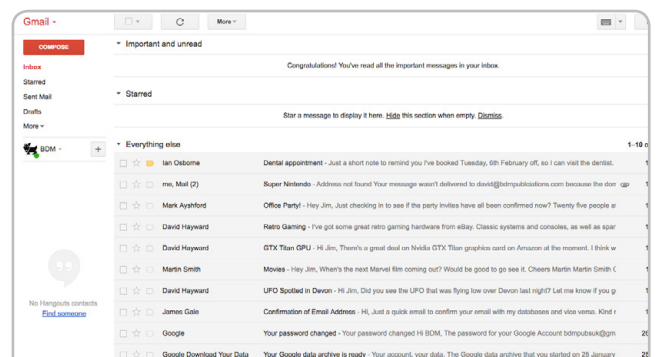 Gmail
More
COMPOSE
Important and unread
Inbox
Congratulations! You've read all the important messages in your inbox.
Starred
Starred
Sent Mail
Drafts
Star a message to display it here. Hide this section when empty. Dismiss.
More
BDM
+
Everything else
1–10
Ian Osborne Dental appointment - Just a short note to remind you I've booked Tuesday, 6th February off, so I can visit the dentist.
me, Mail (2) Super Nintendo - Address not found Your message wasn't delivered to david@bdmpublciations.com because the
Mark Ayshford Office Party! - Hey Jim, Just checking in to see if the party invites have all been confirmed now? Twenty five people
David Hayward Retro Gaming - I've got some great retro gaming hardware from eBay. Classic systems and consoles, as well as
David Hayward GTX Titan GPU - Hi Jim, There's a great deal on Nvidia GTX Titan graphics card on Amazon at the moment. I think
Martin Smith Movies - Hey Jim, When's the next Marvel film coming out? Would be good to go see it. Cheers Martin Martin Smith
David Hayward UFO Spotted in Devon - Hi Jim, Did you see the UFO that was flying low over Devon last night? Let me know if you
James Gale Confirmation of Email Address - Hi Jim, Just a quick email to confirm your email with my databases and vice versa. Kind
Google Your password changed - Your password changed Hi BDM, The password for your Google Account bdmpubsuk@gm
No Hangouts contacts
Find someone
Google Download Your Data Your Google data archive is ready - Your account, your data. The Google data archive that you started on 28 January